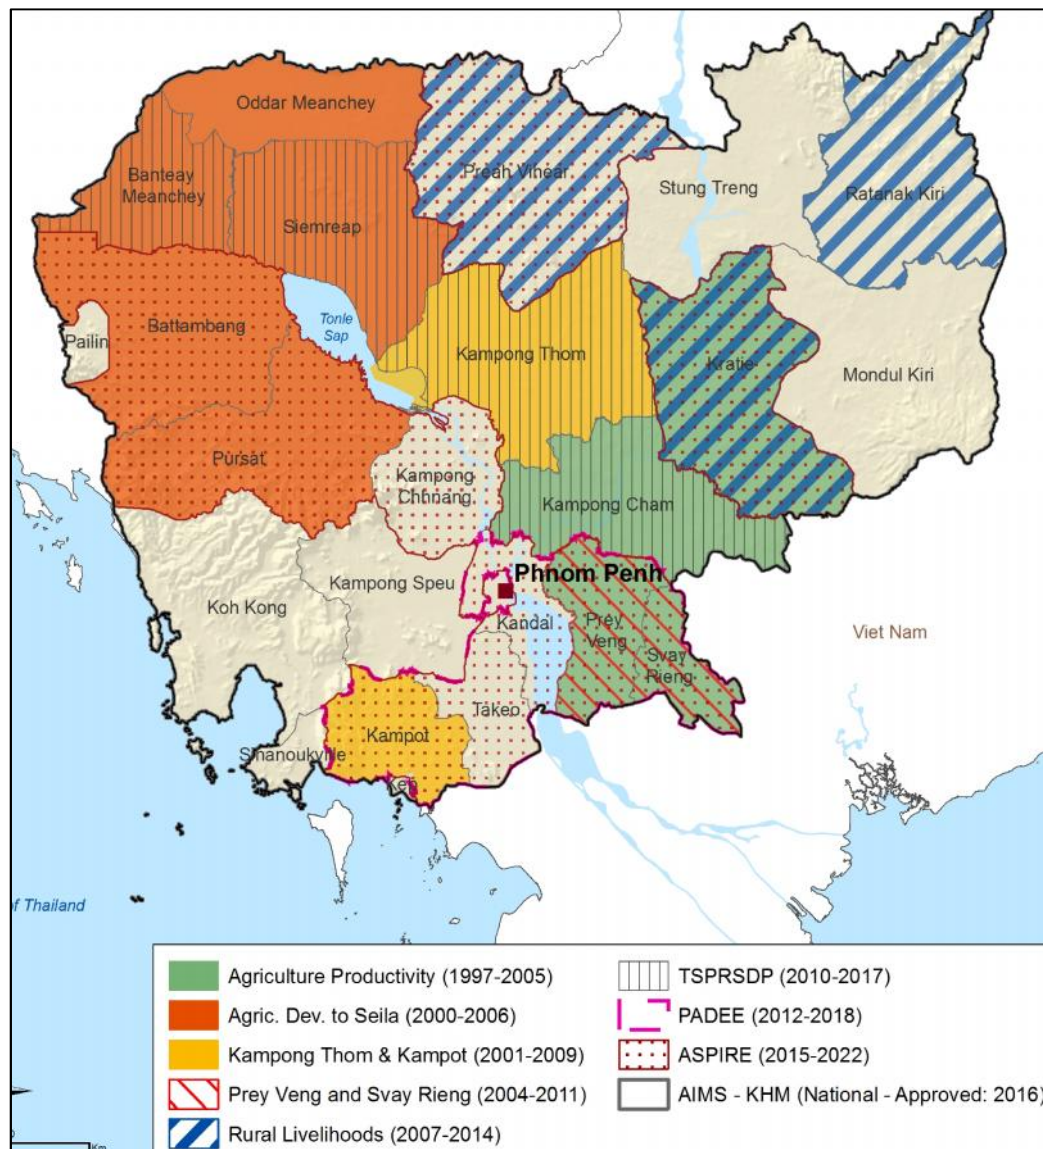 Oddar Meanchey
Banteay
Meanchey
Siemreap
Preah Vihear
Stung Treng
Ratanak Kiri
Battambang
Tonle
Sap
Pailin
Kampong Thom
Kratie
Mondul Kiri
Pursat
Kampong
Chhnang
Kampong Cham
Kampong Speu
Phnom Penh
Koh Kong
Kandal
Prey
Veng
Svay
Rieng
Viet Nam
Takeo
Kampot
Sihanoukville
Kep
of Thailand
Agriculture Productivity (1997-2005)
Agric. Dev. to Seila (2000-2006)
Kampong Thom & Kampot (2001-2009)
Prey Veng and Svay Rieng (2004-2011)
Rural Livelihoods (2007-2014)
TSPRSDP (2010-2017)
PADEE (2012-2018)
ASPIRE (2015-2022)
AIMS - KHM (National - Approved: 2016)
Km